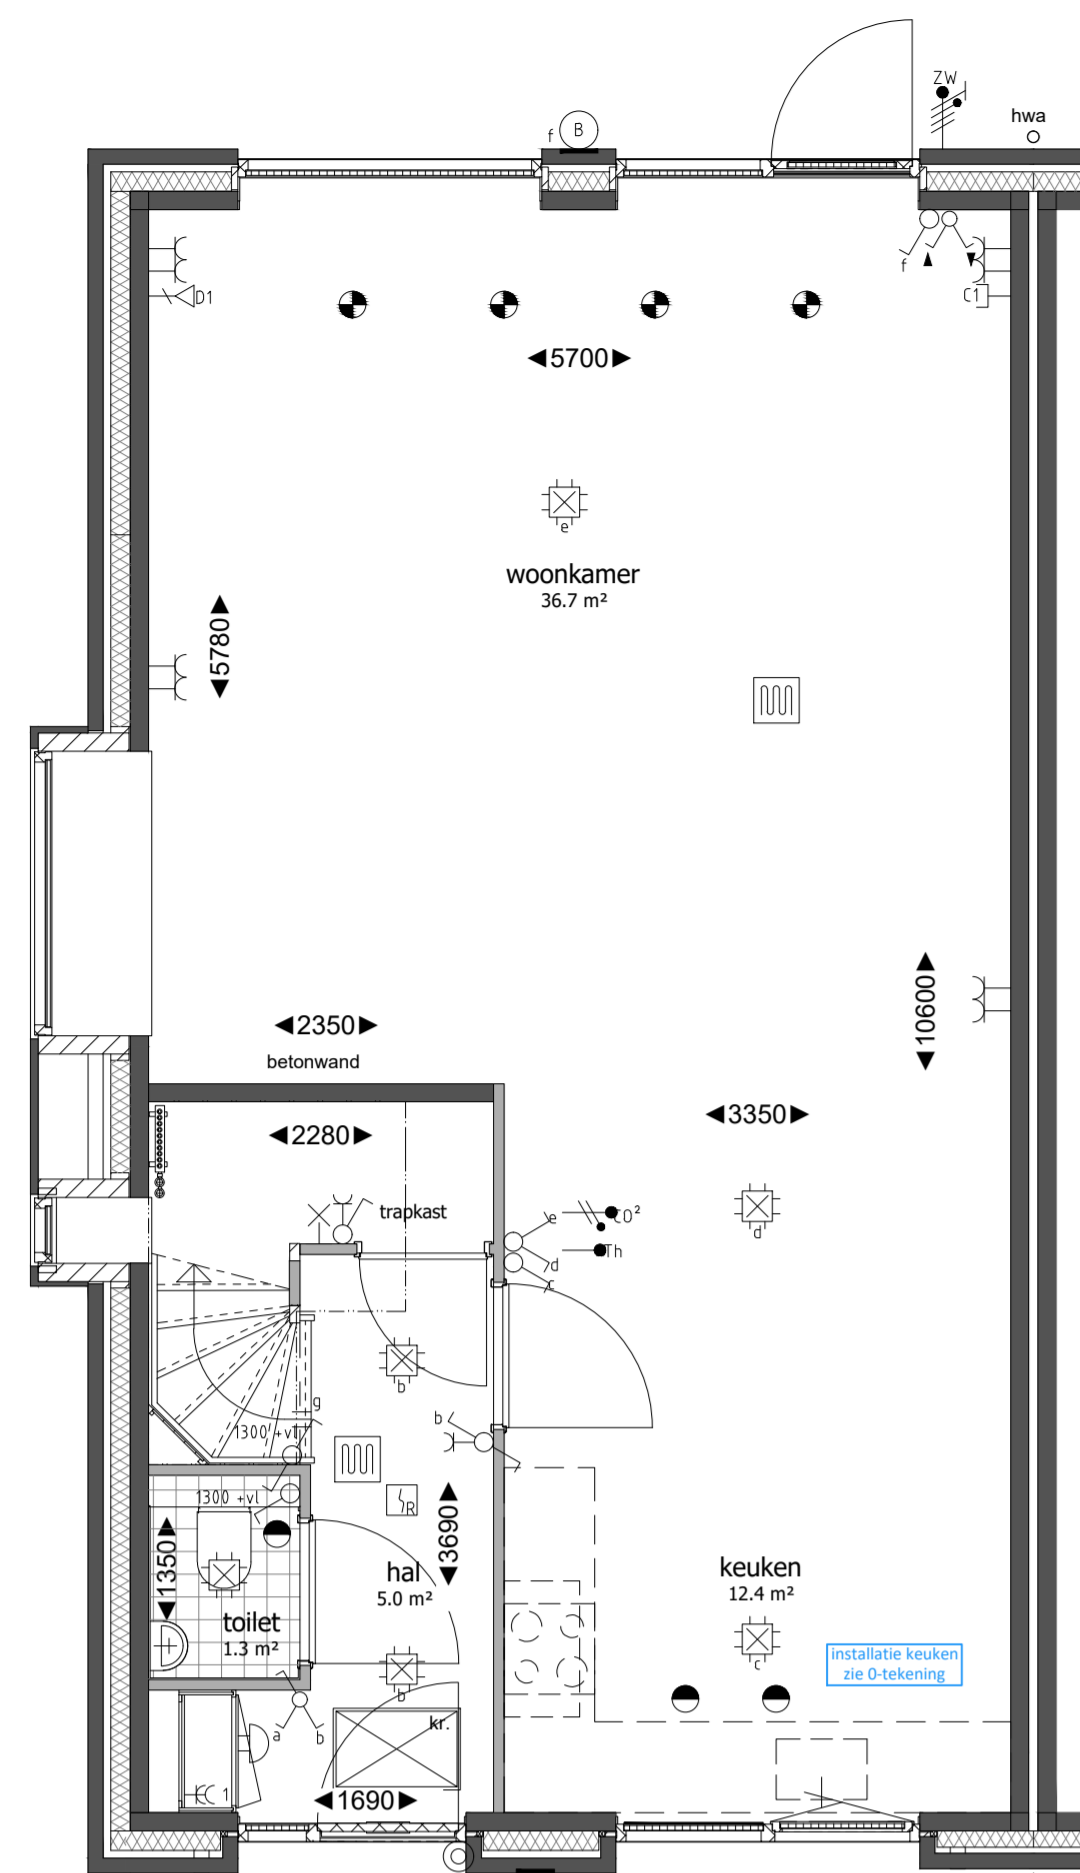 ZW
hwa
f
B
f
D1
C1
5700
e
woonkamer
36.7 m²
5780
10600
2350
betonwand
3350
2280
trapkast
e
CO²
d
Th
c
d
b
g
1300 +vl
b
1300 +vl
R
3690
1350
hal
5.0 m²
keuken
12.4 m²
toilet
1.3 m²
c
installatie keuken
zie 0-tekening
b
a
b
kr.
KC 1
1690